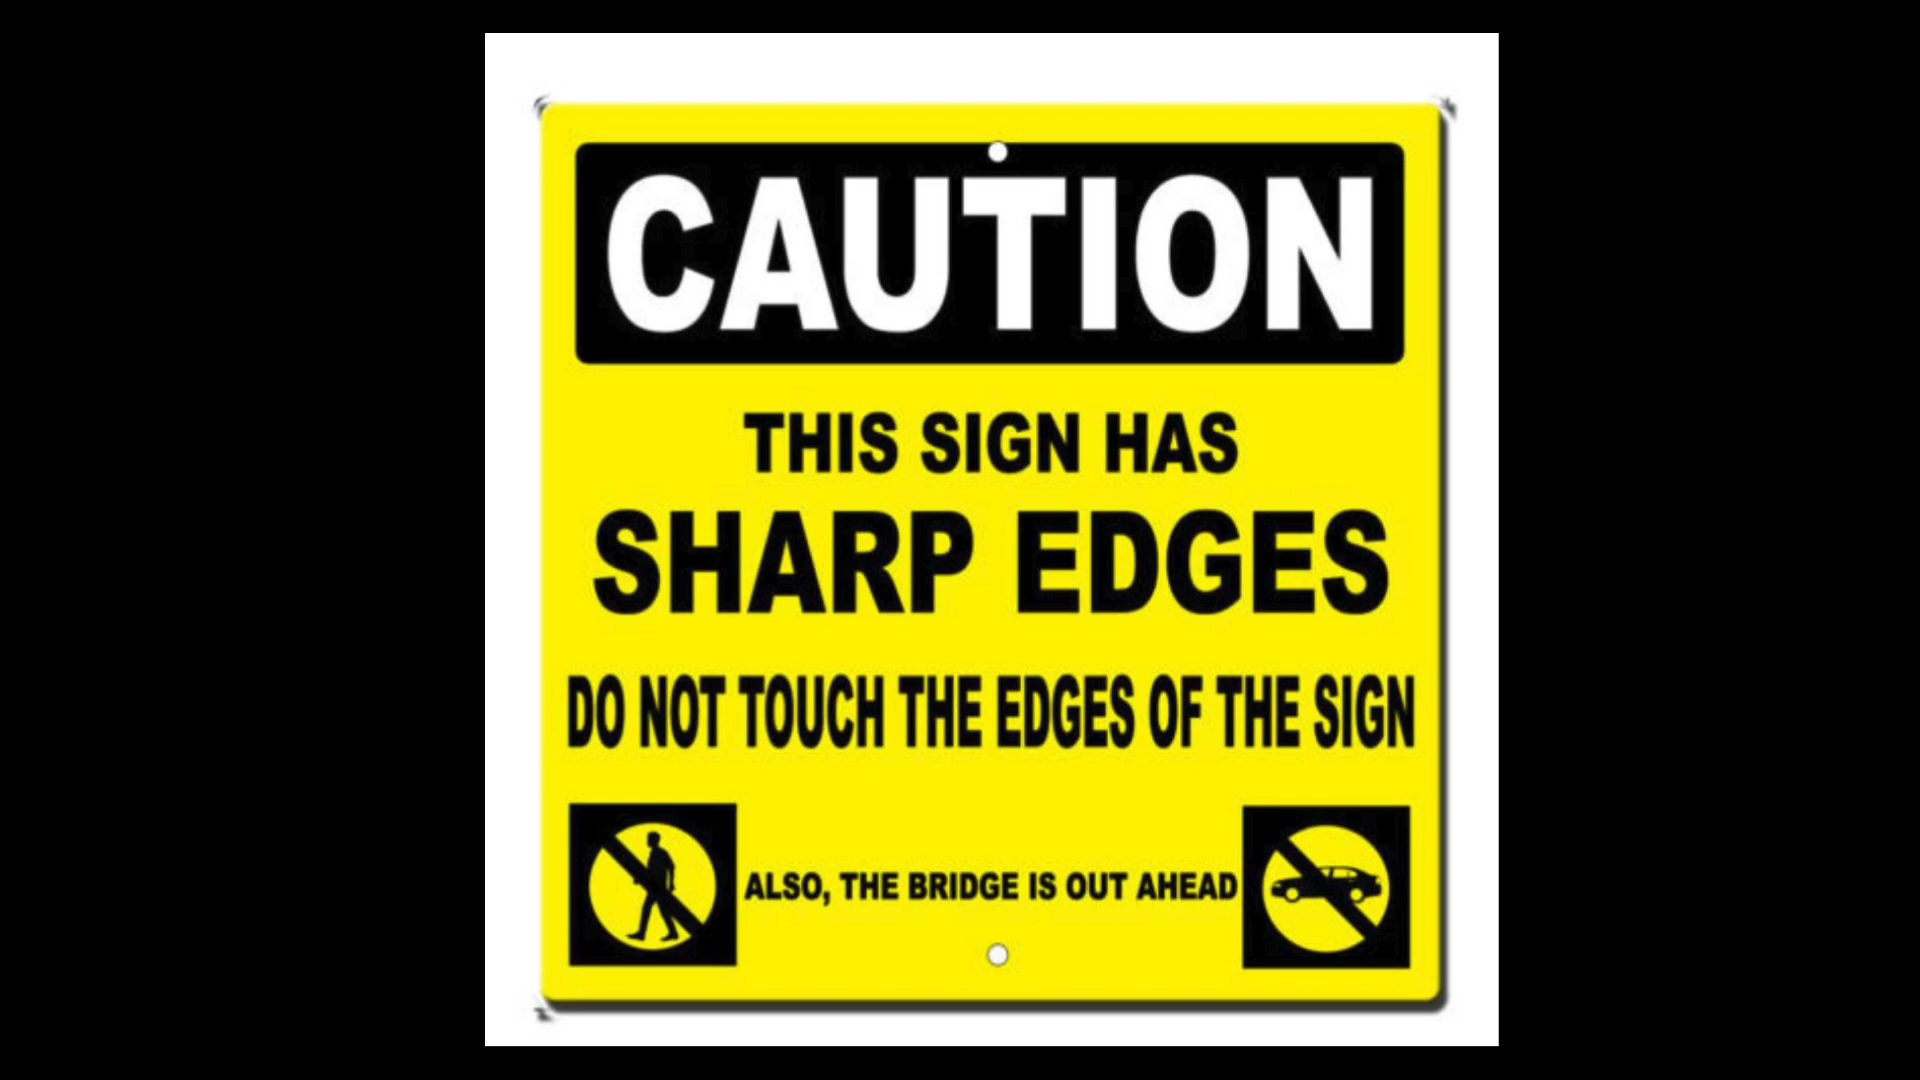 CAUTION
THIS SIGN HAS
SHARP EDGES
DO NOT TOUCH THE EDGES OF THE SIGN
ALSO, THE BRIDGE IS OUT AHEAD